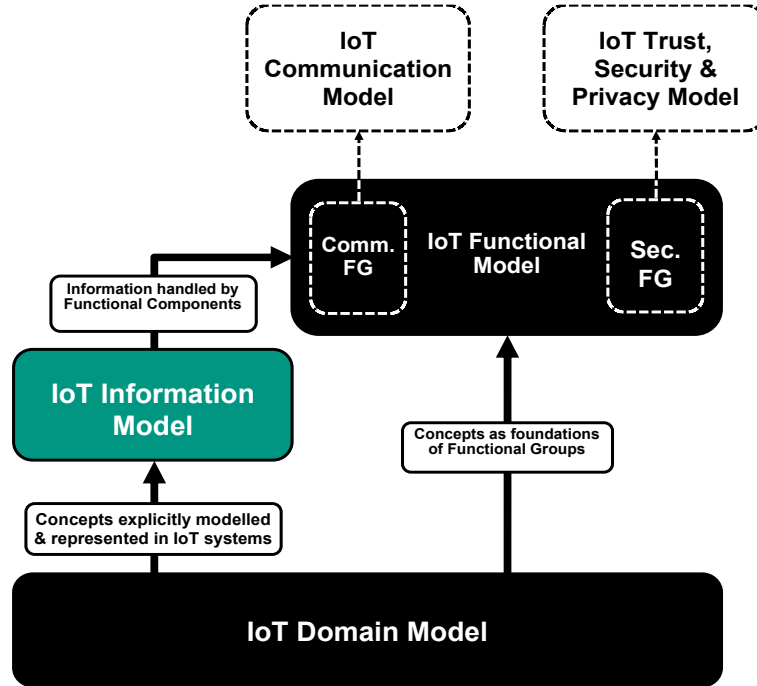 IoT
Communication
Model
IoT Trust,
Security &
Privacy Model
Comm.
FG
IoT Functional
Model
Sec.
FG
Information handled by
Functional Components
IoT Information
Model
Concepts as foundations
of Functional Groups
Concepts explicitly modelled
& represented in IoT systems
IoT Domain Model